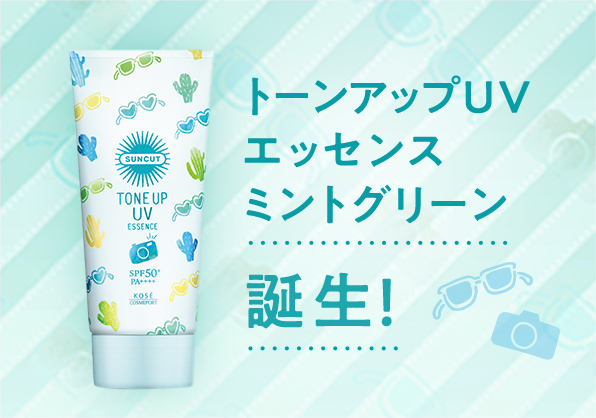 トーンアップUV
エッセンス
ミントグリーン
誕生!
SUNCUT
TONE UP
UV
ESSENCE
SPF50+
PA++++
KOSÉ
COSMEPORT